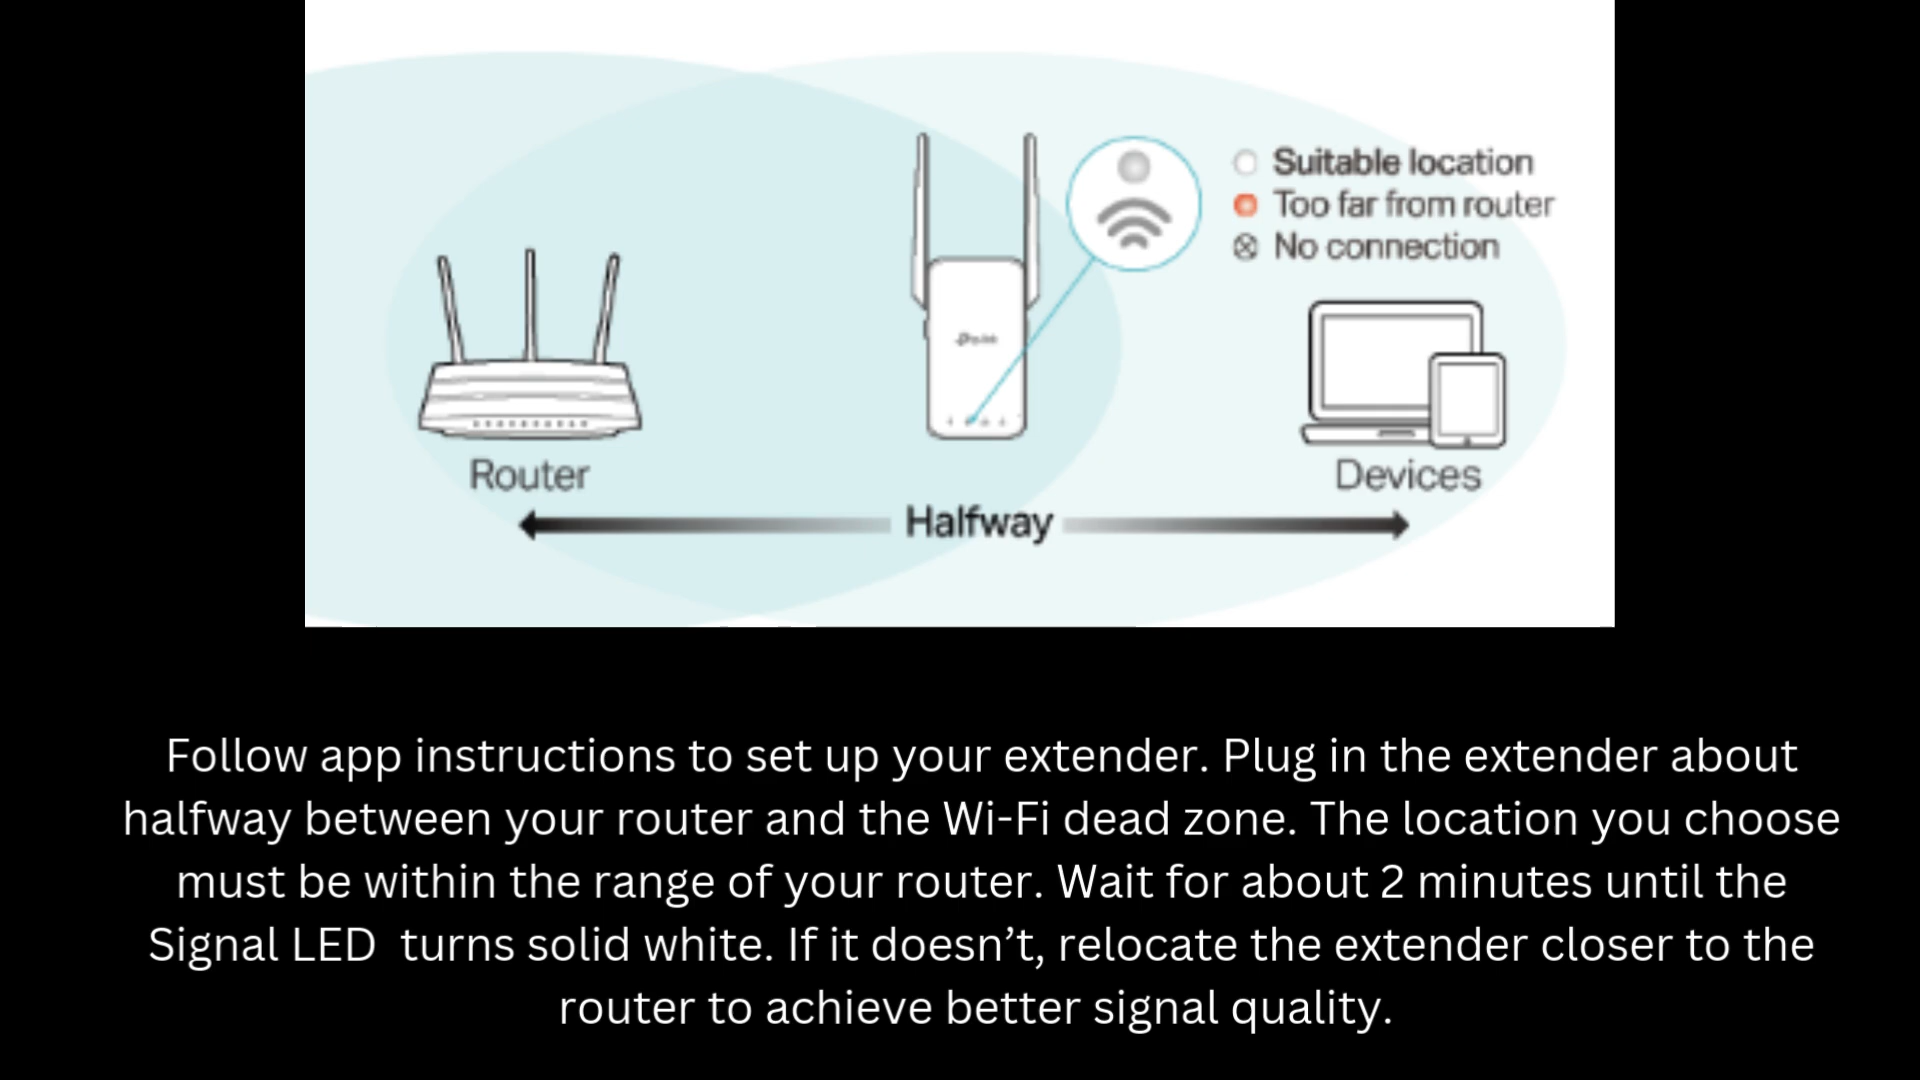 Suitable location
Too far from router
No connection
tp-link
Router
Devices
Halfway
Follow app instructions to set up your extender. Plug in the extender about
halfway between your router and the Wi-Fi dead zone. The location you choose
must be within the range of your router. Wait for about 2 minutes until the
Signal LED  turns solid white. If it doesn’t, relocate the extender closer to the
router to achieve better signal quality.